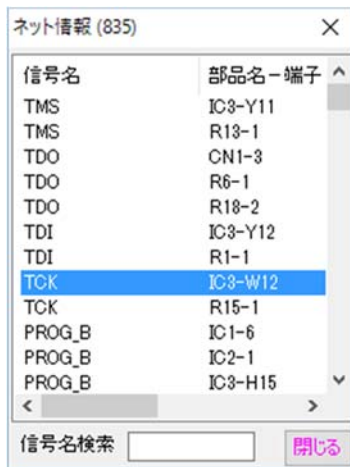 ネット情報 (835)
信号名 部品名－端子
TMS IC3-Y11
TMS R13-1
TDO CN1-3
TDO R6-1
TDO R18-2
TDI IC3-Y12
TDI R1-1
TCK IC3-W12
TCK R15-1
PROG_B IC1-6
PROG_B IC2-1
PROG_B IC3-H15
信号名検索 閉じる